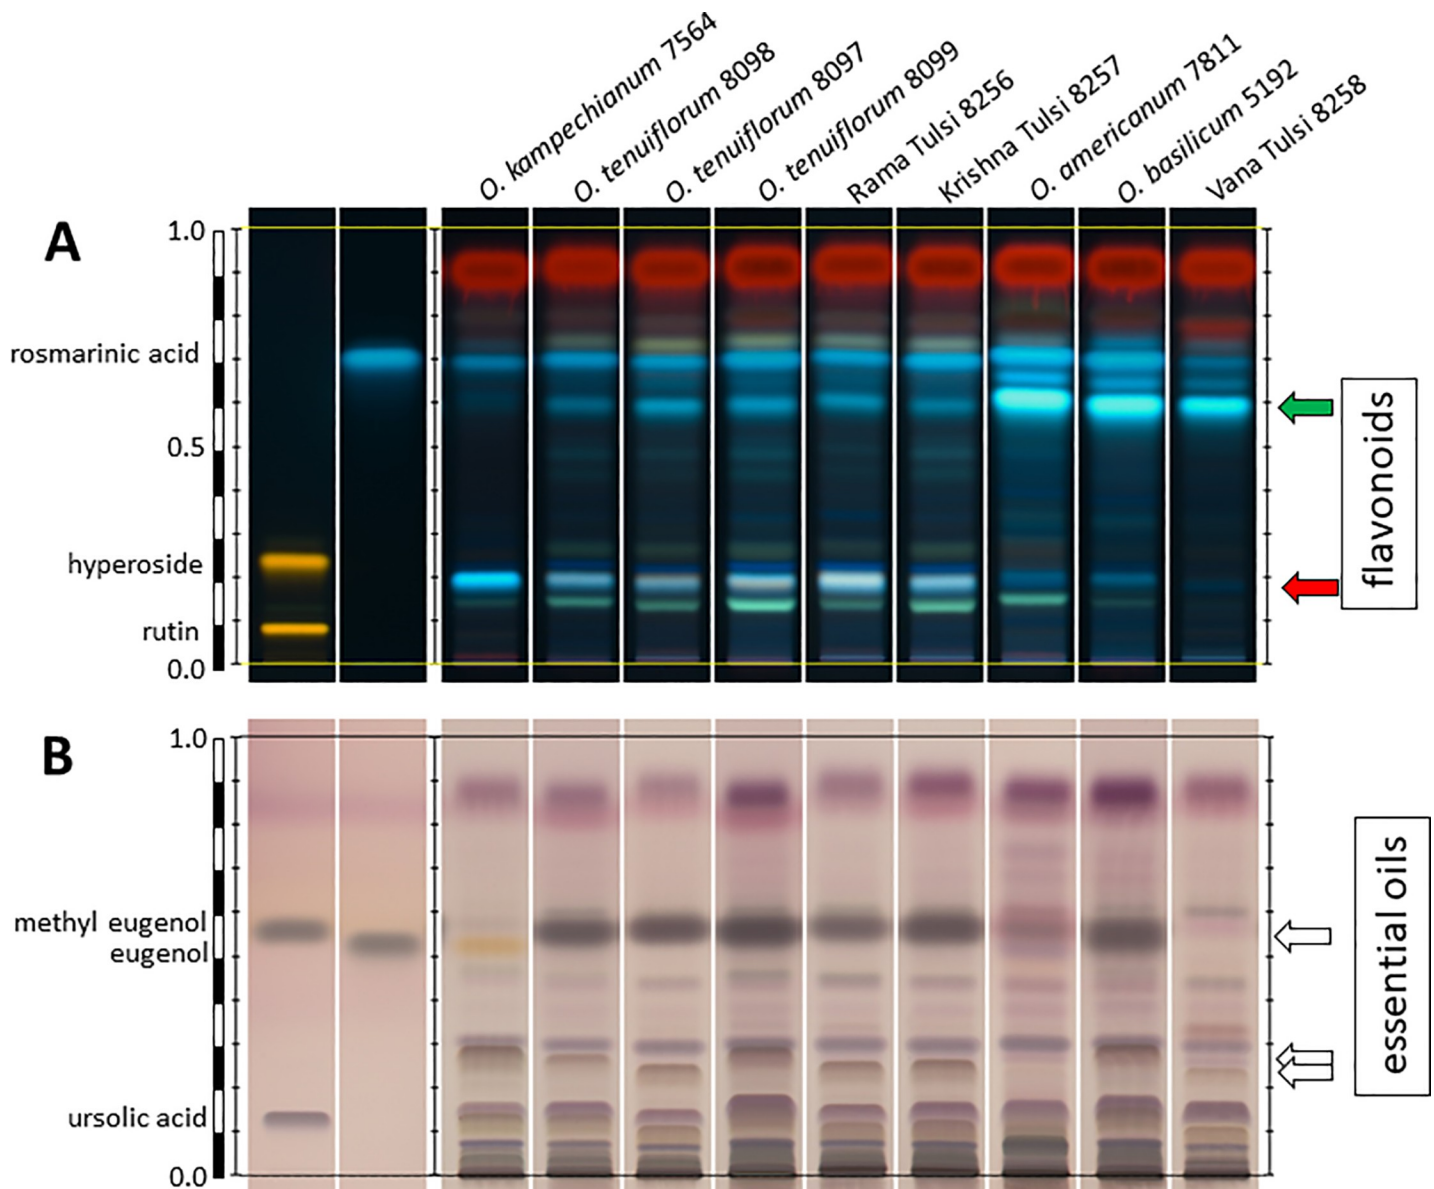 O. kampechianum 7564
O. tenuiflorum 8098
O. tenuiflorum 8097
O. tenuiflorum 8099
Rama Tulsi 8256
Krishna Tulsi 8257
O. americanum 7811
O. basilicum 5192
Vana Tulsi 8258
A
1.0
rosmarinic acid
0.5
hyperoside
rutin
0.0
flavonoids
B
1.0
methyl eugenol
eugenol
ursolic acid
0.0
essential oils